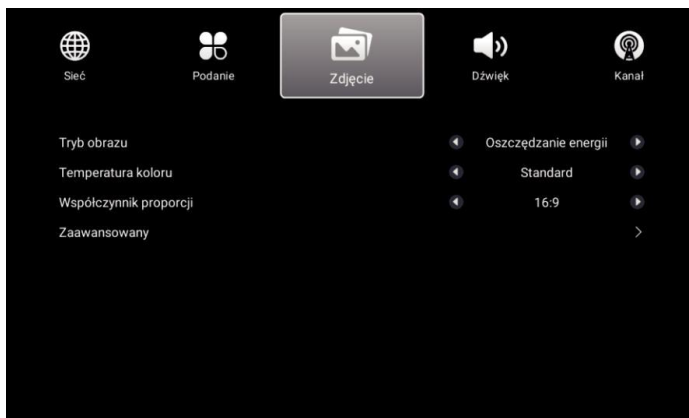 Sieć
Podanie
Zdjęcie
Dźwięk
Kanał
Tryb obrazu
Oszczędzanie energii
Temperatura koloru
Standard
Współczynnik proporcji
16:9
Zaawansowany